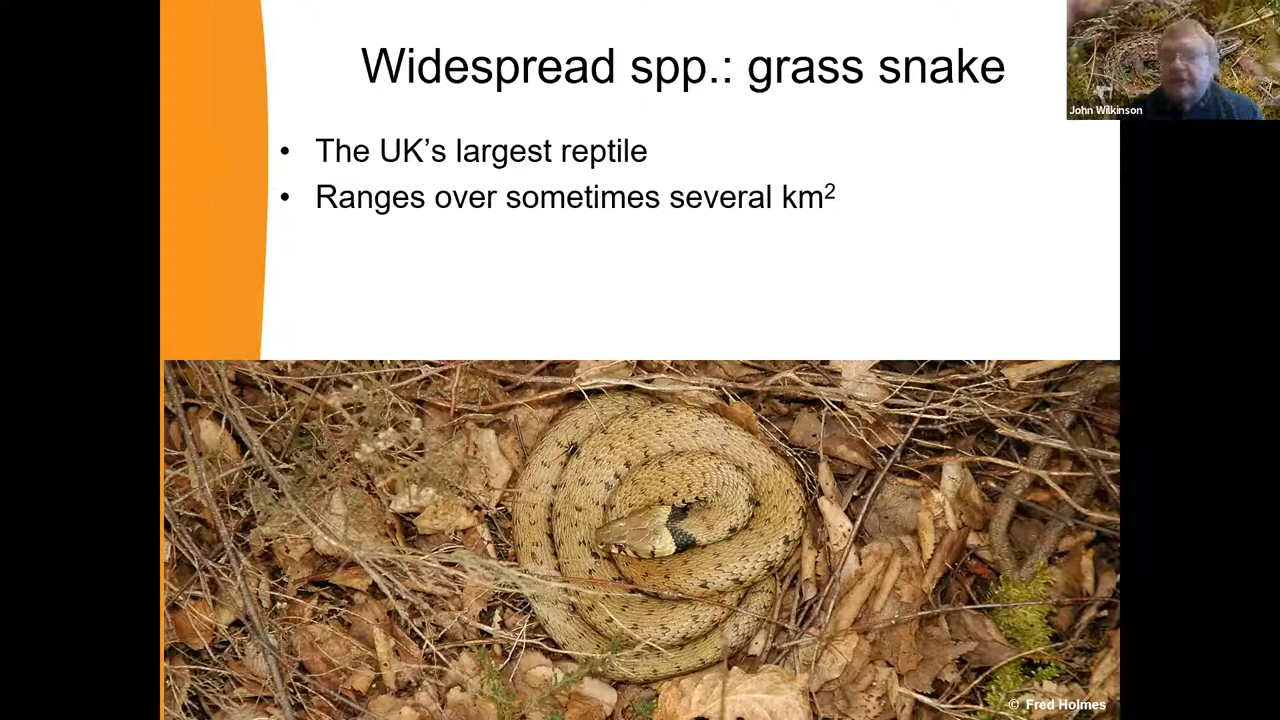 Widespread spp.: grass snake
John Wilkinson
• The UK’s largest reptile
• Ranges over sometimes several km²
© Fred Holmes